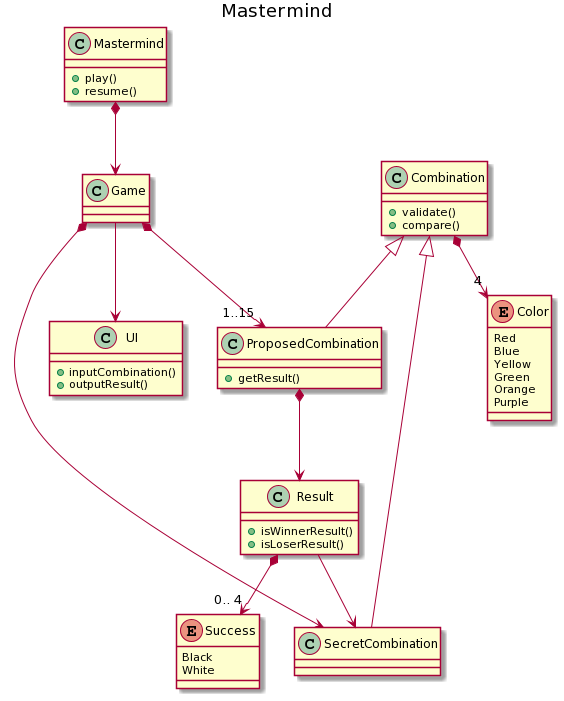 Mastermind
C Mastermind
play()
resume()
C Game
C Combination
validate()
compare()
4
1..15
E Color
Red
Blue
Yellow
Green
Orange
Purple
C UI
inputCombination()
outputResult()
C ProposedCombination
getResult()
C Result
isWinnerResult()
isLoserResult()
0.. 4
E Success
Black
White
C SecretCombination